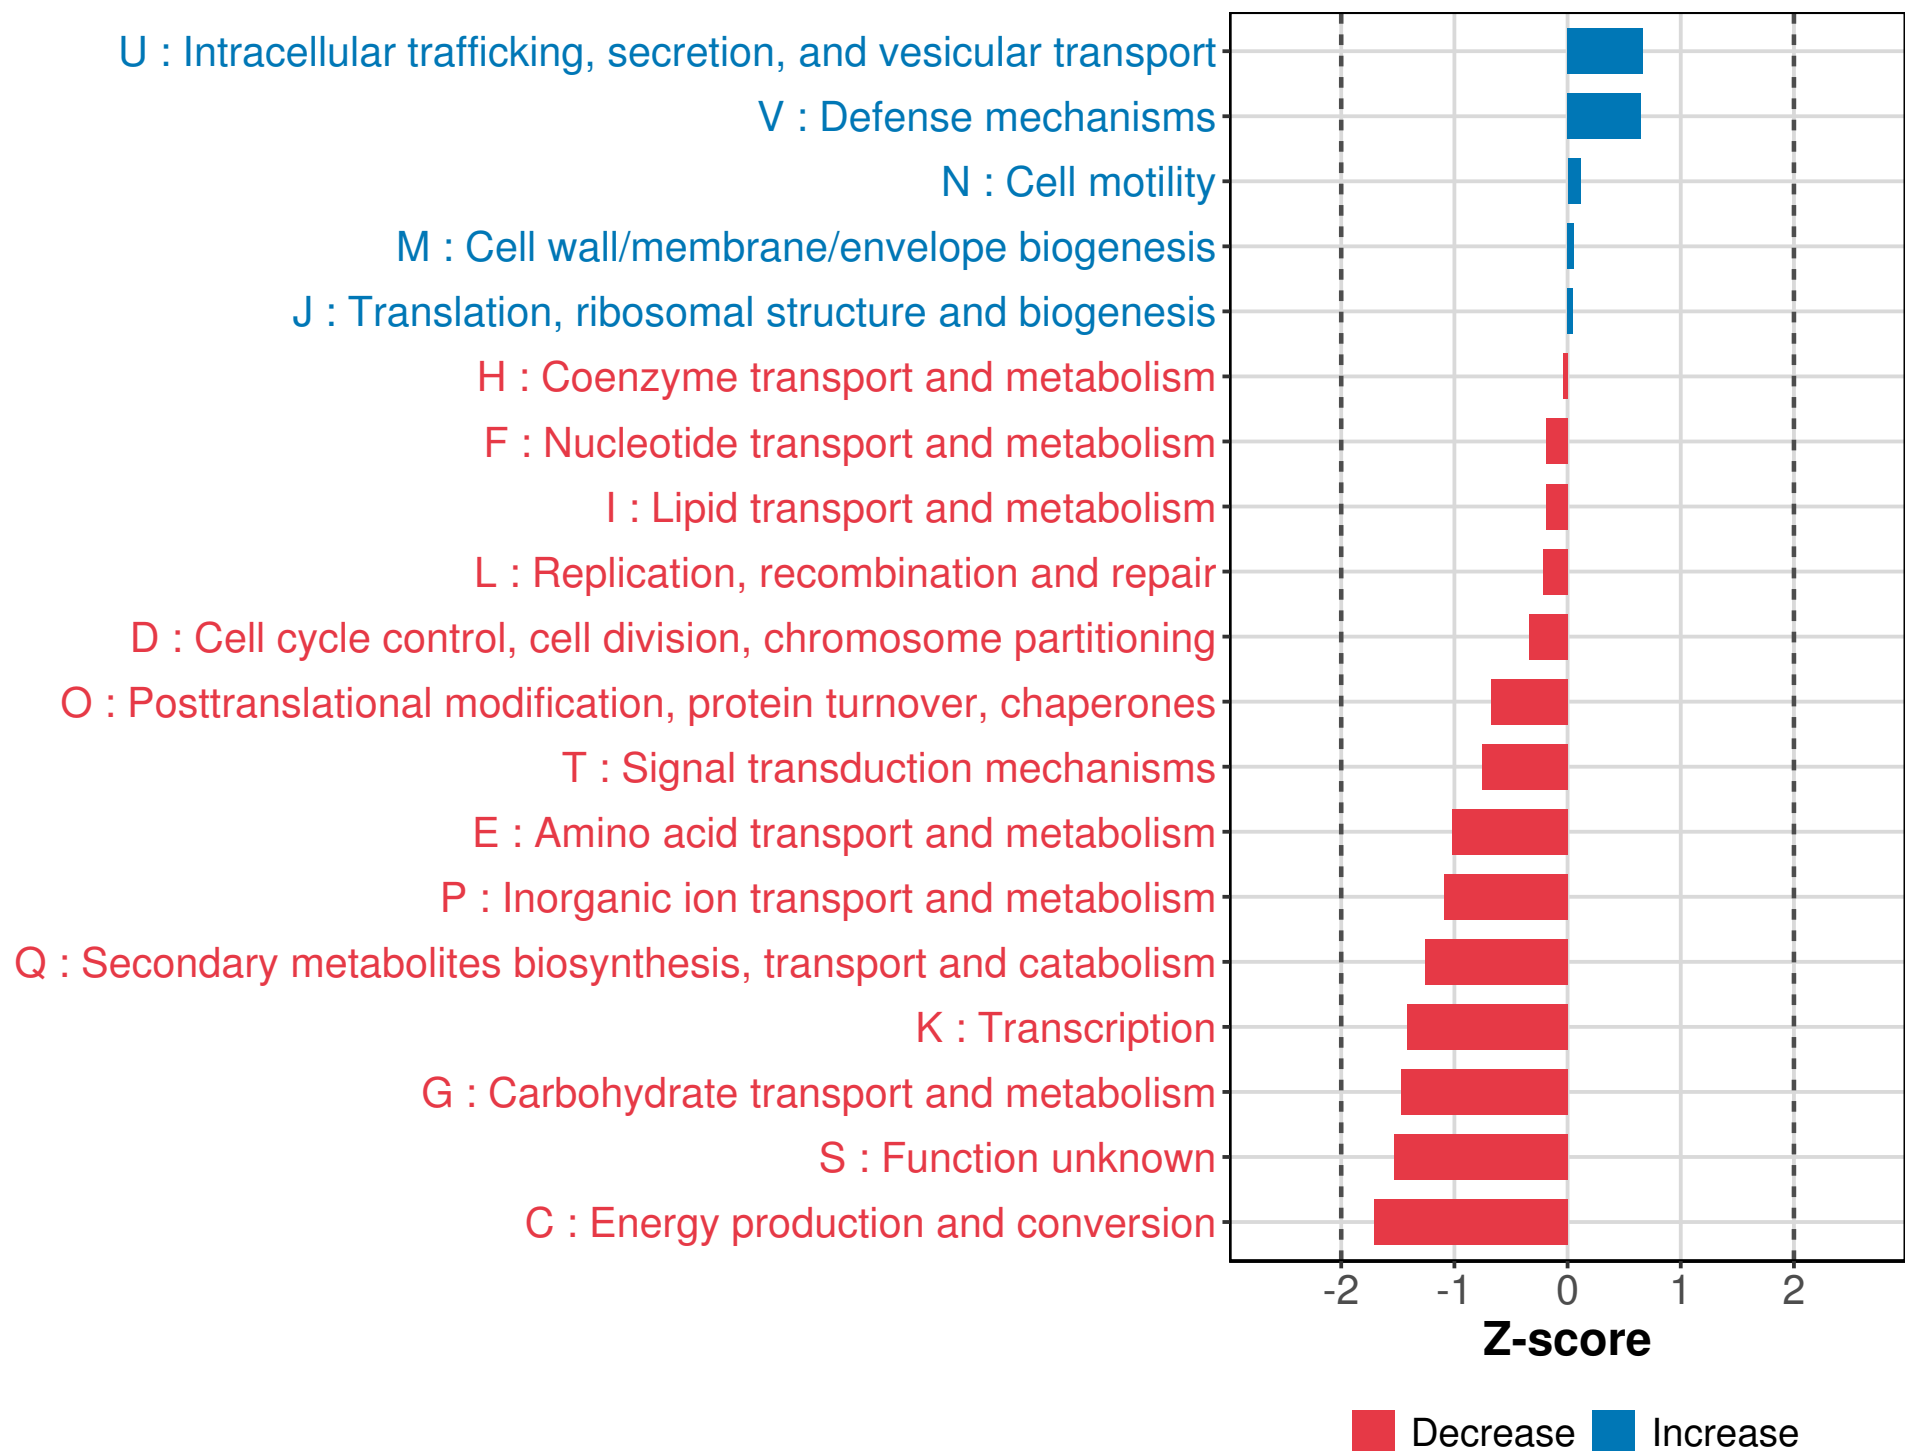 U : Intracellular trafficking, secretion, and vesicular transport
V : Defense mechanisms
N : Cell motility
M : Cell wall/membrane/envelope biogenesis
J : Translation, ribosomal structure and biogenesis
H : Coenzyme transport and metabolism
F : Nucleotide transport and metabolism
I : Lipid transport and metabolism
L : Replication, recombination and repair
D : Cell cycle control, cell division, chromosome partitioning
O : Posttranslational modification, protein turnover, chaperones
T : Signal transduction mechanisms
E : Amino acid transport and metabolism
P : Inorganic ion transport and metabolism
Q : Secondary metabolites biosynthesis, transport and catabolism
K : Transcription
G : Carbohydrate transport and metabolism
S : Function unknown
C : Energy production and conversion
-2 -1 0 1 2
Z-score
Decrease Increase